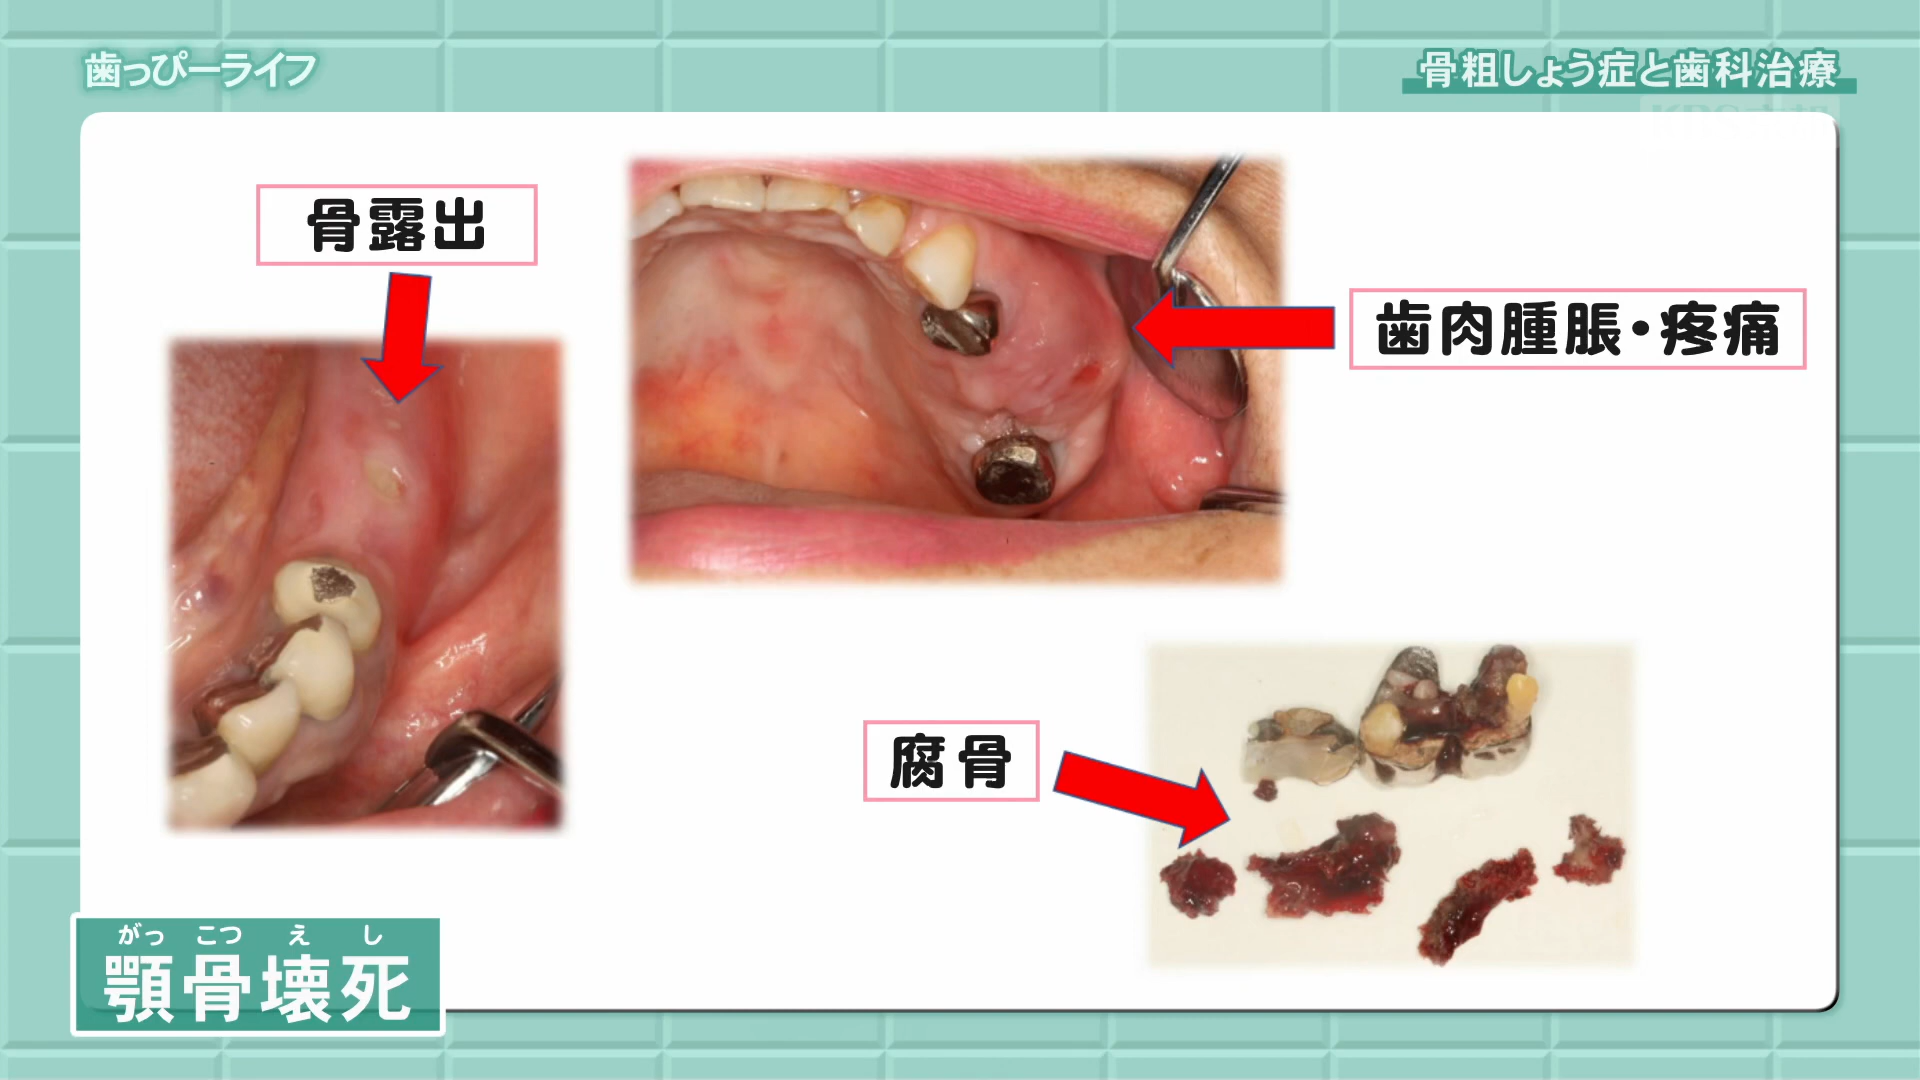 歯っぴーライフ
骨粗しょう症と歯科治療
骨露出
歯肉腫脹・疼痛
腐骨
がっこつえし
顎骨壊死